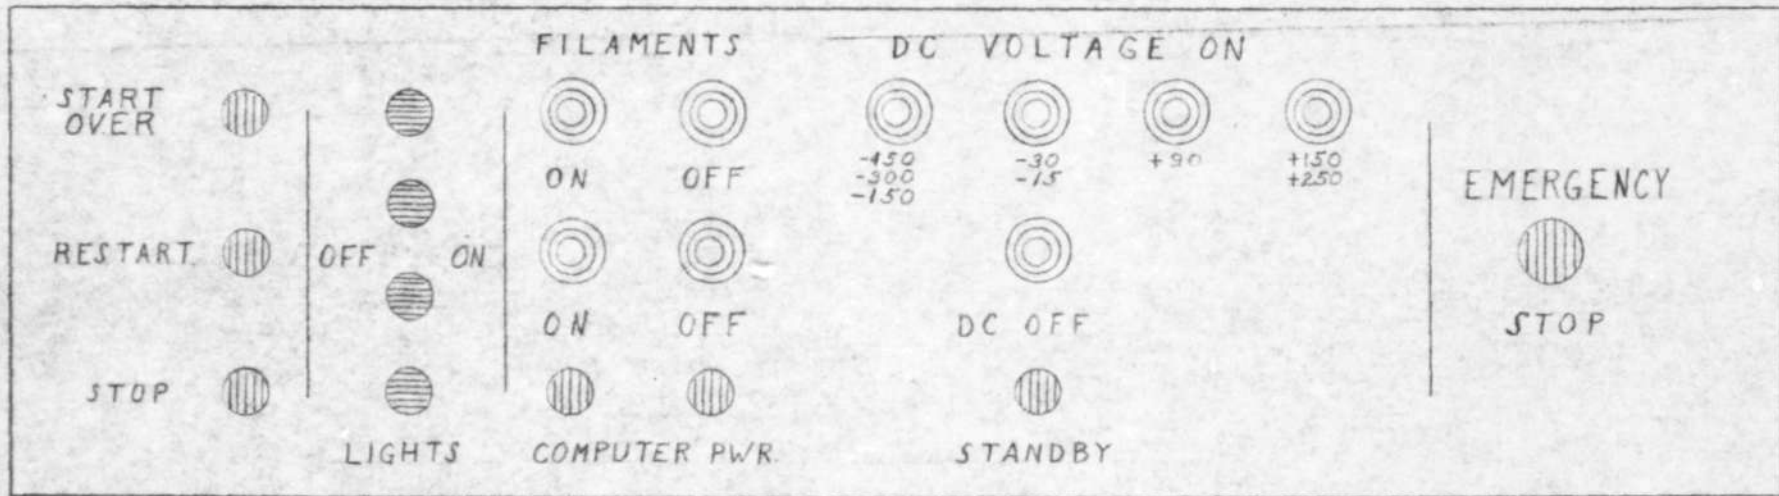 FILAMENTS
DC VOLTAGE ON
START
OVER
-450
-300
-150
-30
-15
+90
+150
+250
ON
OFF
EMERGENCY
RESTART.
OFF
ON
ON
OFF
DC OFF
STOP
STOP
LIGHTS
COMPUTER PWR.
STANDBY